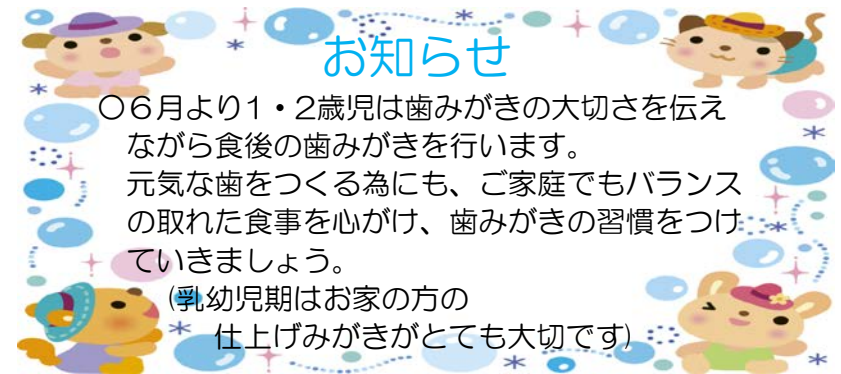 お知らせ
〇６月より1・2歳児は歯みがきの大切さを伝え
ながら食後の歯みがきを行います。
元気な歯をつくる為にも、ご家庭でもバランス
の取れた食事を心がけ、歯みがきの習慣をつけ
ていきましょう。
(乳幼児期はお家の方の
仕上げみがきがとても大切です)